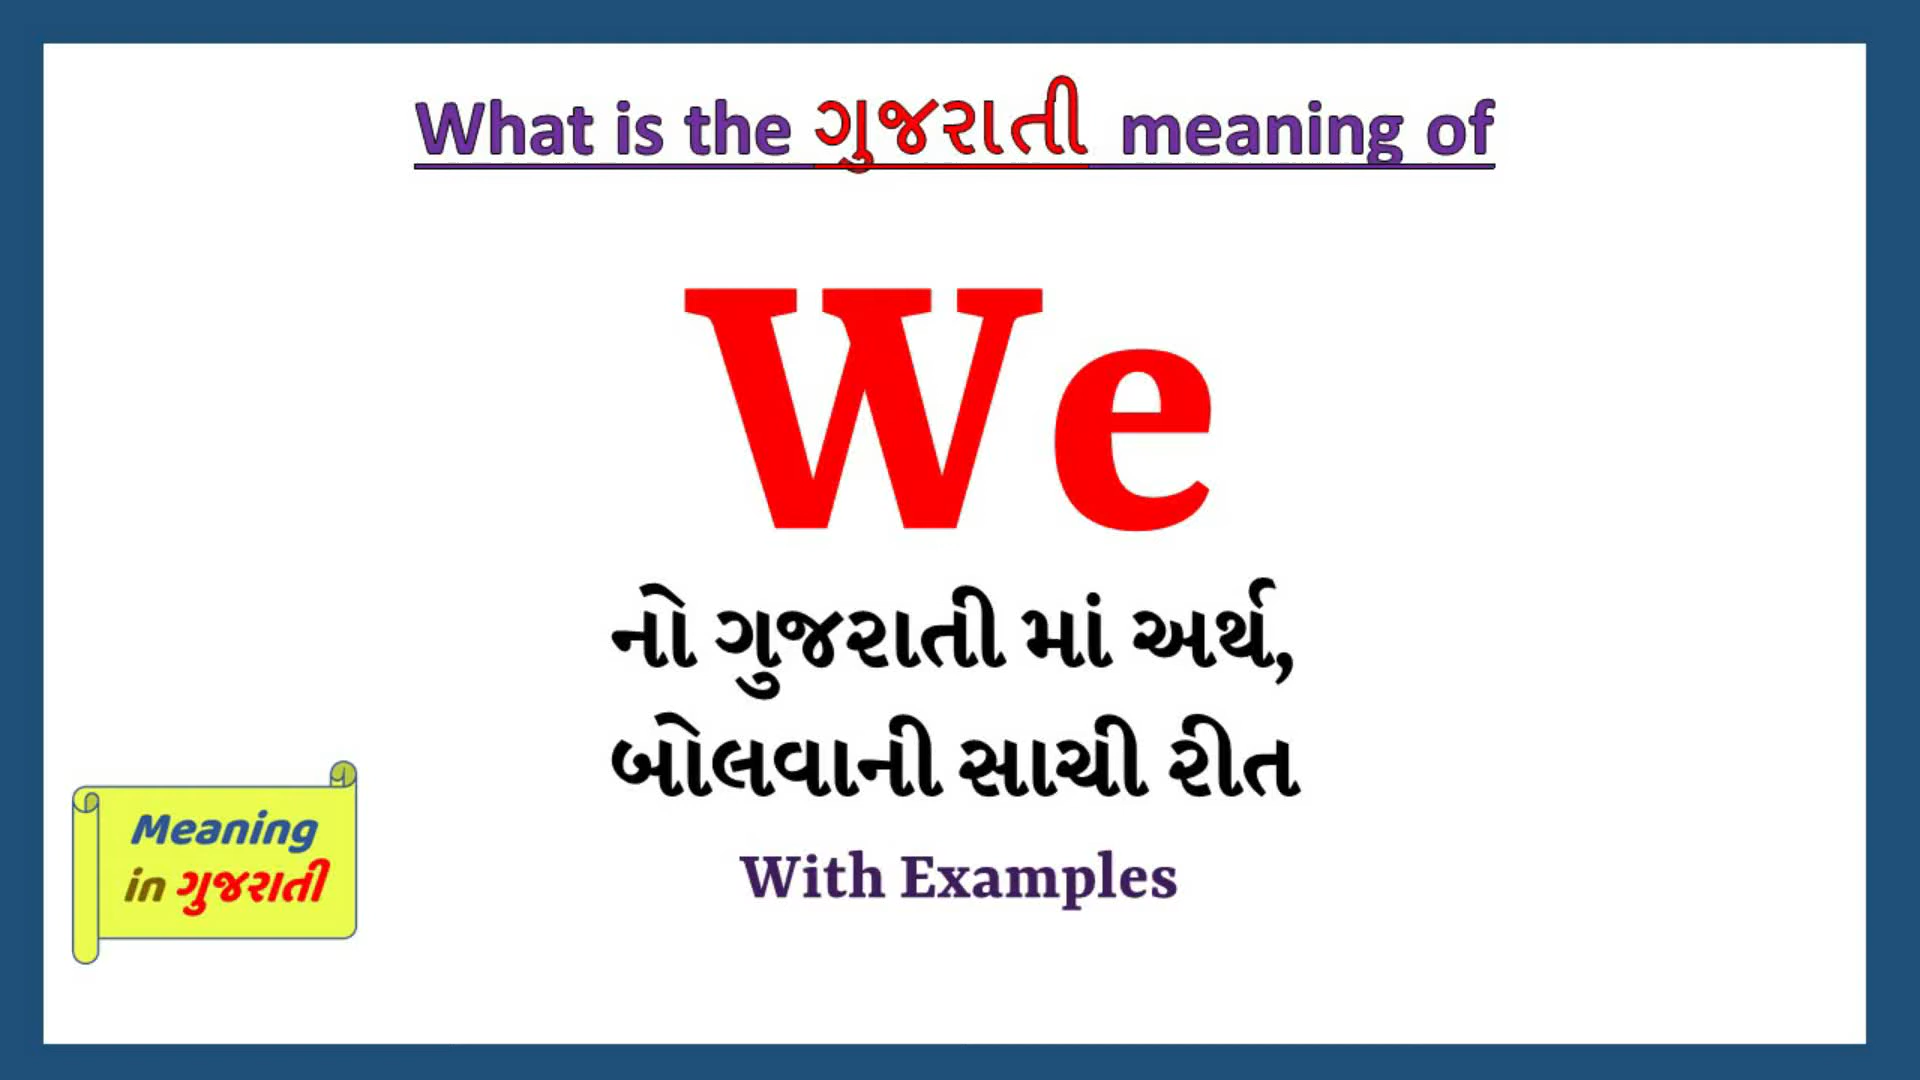 What is the ગુજરાતી meaning of
We
નો ગુજરાતી માં અર્થ,
બોલવાની સાચી રીત
With Examples
Meaning
in ગુજરાતી